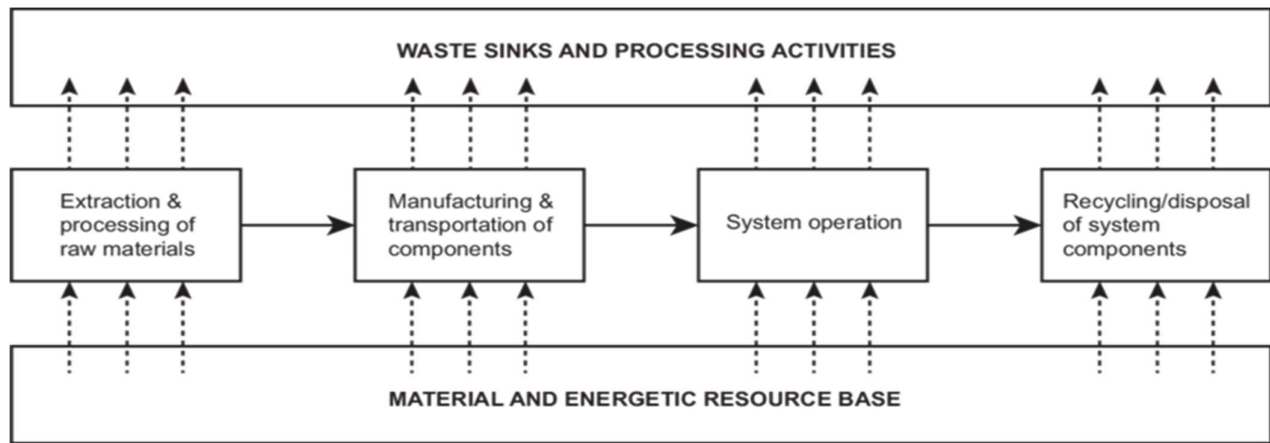 WASTE SINKS AND PROCESSING ACTIVITIES
Extraction &
processing of
raw materials
Manufacturing &
transportation of
components
System operation
Recycling/disposal
of system
components
MATERIAL AND ENERGETIC RESOURCE BASE